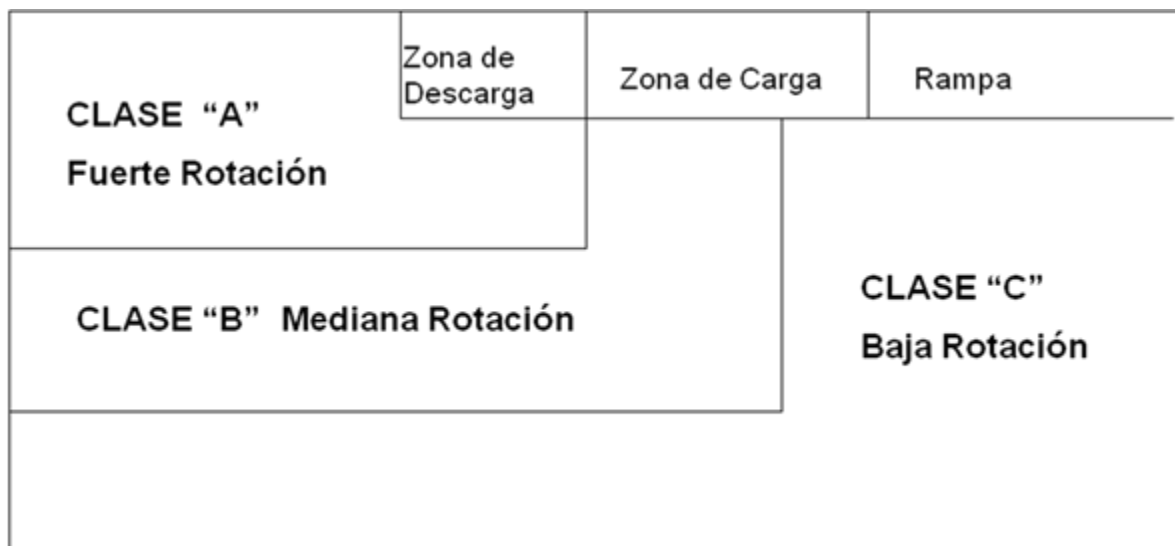 Zona de
Descarga
Zona de Carga
Rampa
CLASE “A”
Fuerte Rotación
CLASE “B” Mediana Rotación
CLASE “C”
Baja Rotación